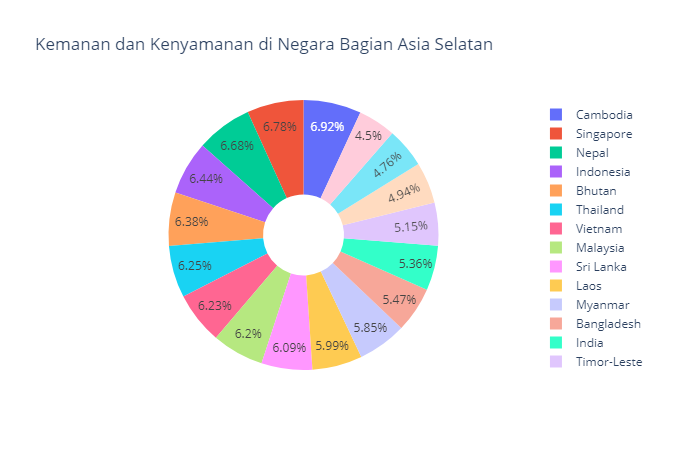 Kemanan dan Kenyamanan di Negara Bagian Asia Selatan
6.92%
6.78%
6.68%
6.44%
6.38%
6.25%
6.23%
6.2%
6.09%
5.99%
5.85%
5.47%
5.36%
5.15%
4.94%
4.76%
4.5%
Cambodia
Singapore
Nepal
Indonesia
Bhutan
Thailand
Vietnam
Malaysia
Sri Lanka
Laos
Myanmar
Bangladesh
India
Timor-Leste